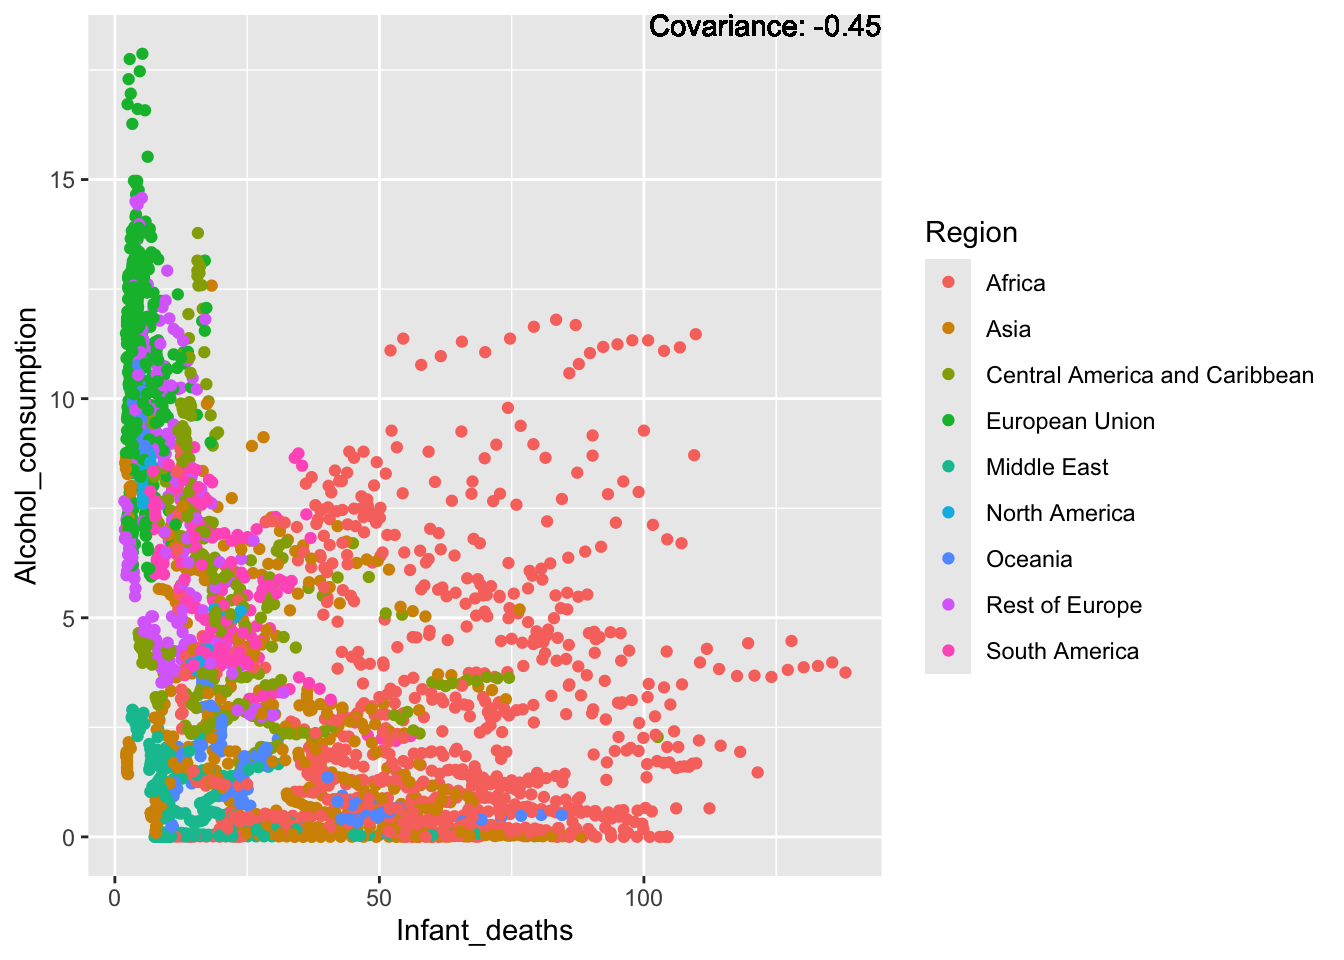 Covariance: -0.45
15
10
5
0
0
50
100
Alcohol_consumption
Infant_deaths
Region
Africa
Asia
Central America and Caribbean
European Union
Middle East
North America
Oceania
Rest of Europe
South America